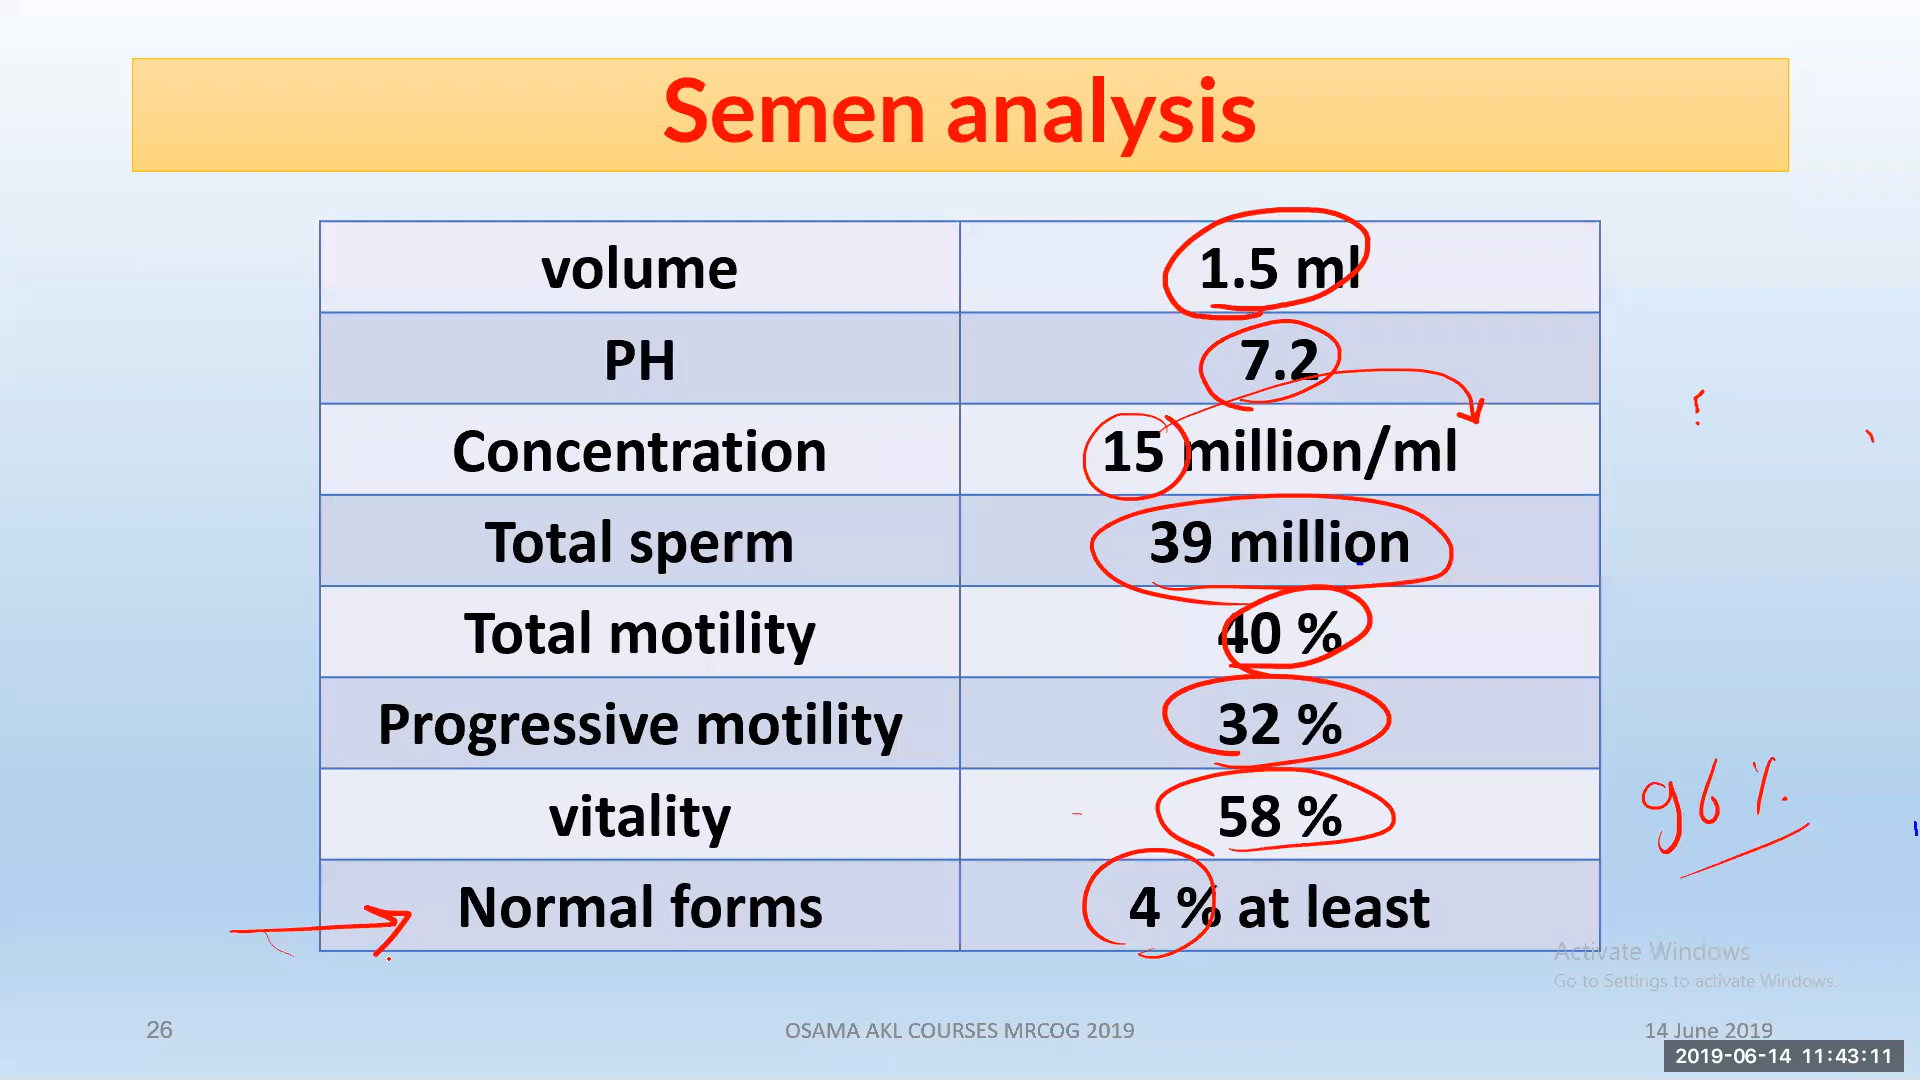 Semen analysis
volume 1.5 ml
PH 7.2
Concentration 15 million/ml
Total sperm 39 million
Total motility 40 %
Progressive motility 32 %
vitality 58 %
96 %
Normal forms 4 % at least
Activate Windows
Go to Settings to activate Windows.
26 OSAMA AKL COURSES MRCOG 2019 14 June 2019
2019-06-14 11:43:11